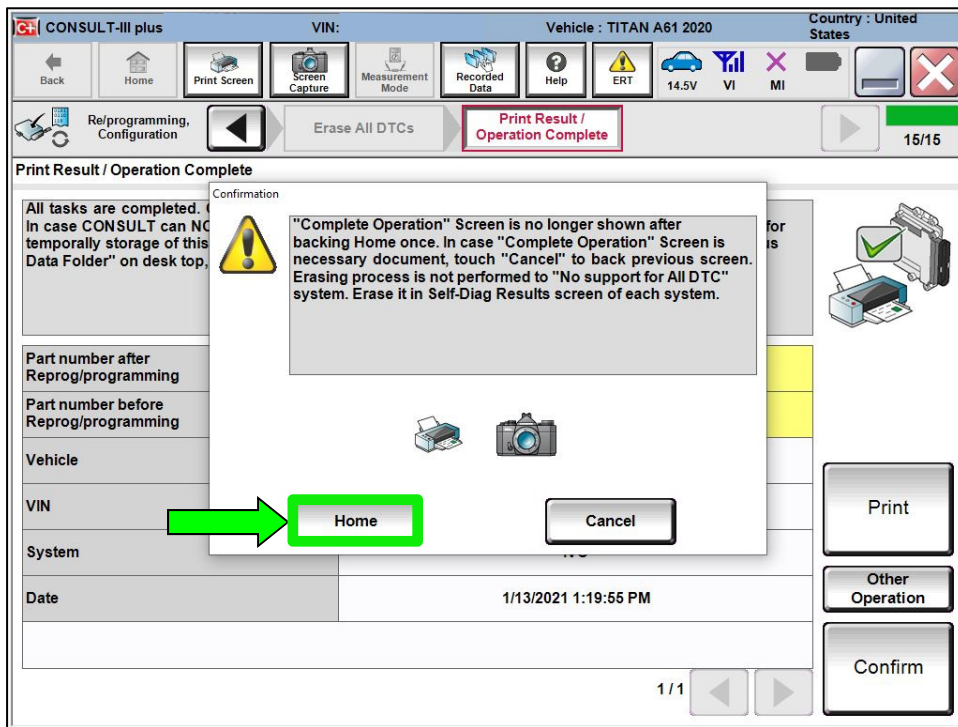 CONSULT-III plus
VIN:
Vehicle : TITAN A61 2020
Country : United
States
Back
Home
Print Screen
Screen
Capture
Measurement
Mode
Recorded
Data
Help
ERT
14.5V
VI
MI
Re/programming,
Configuration
Erase All DTCs
Print Result /
Operation Complete
15/15
Print Result / Operation Complete
All tasks are completed.
In case CONSULT can
for
temporally storage of this
Data Folder" on desk top,
Confirmation
"Complete Operation" Screen is no longer shown after
backing Home once. In case "Complete Operation" Screen is
necessary document, touch "Cancel" to back previous screen.
Erasing process is not performed to "No support for All DTC"
system. Erase it in Self-Diag Results screen of each system.
Home
Cancel
Part number after
Reprog/programming
Part number before
Reprog/programming
Vehicle
VIN
System
Date
1/13/2021 1:19:55 PM
1/1
Print
Other
Operation
Confirm